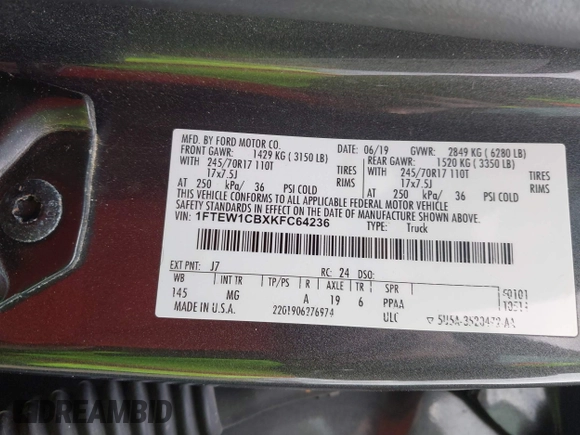 MFD. BY FORD MOTOR CO.
DATE: 06/19 GVWR: 2849 KG ( 6280 LB)
FRONT GAWR: 1429 KG ( 3150 LB) REAR GAWR: 1520 KG ( 3350 LB)
WITH 245/70R17 110T TIRES WITH 245/70R17 110T TIRES
17x7.5J RIMS 17x7.5J RIMS
AT 250 kPa/ 36 PSI COLD AT 250 kPa/ 36 PSI COLD
THIS VEHICLE CONFORMS TO ALL APPLICABLE FEDERAL MOTOR VEHICLE
SAFETY STANDARDS IN EFFECT ON THE DATE OF MANUFACTURE SHOWN ABOVE.
VIN: 1FTEW1CBXKFC64236 TYPE: Truck
EXT PNT: J7 RC: 24 DSO:
WB INT TR TP/PS R AXLE TR SPR
145 MG A 19 6 PPAA
MADE IN U.S.A. 22G1906276974 ULC
DREAMBID